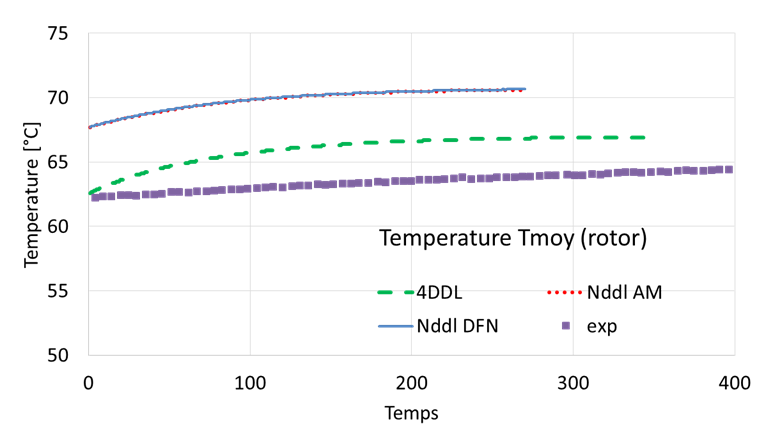 75
70
65
60
55
50
Temperature [°C]
0 100 200 300 400
Temps
Temperature Tmoy (rotor)
4DDL Nddl AM
Nddl DFN exp